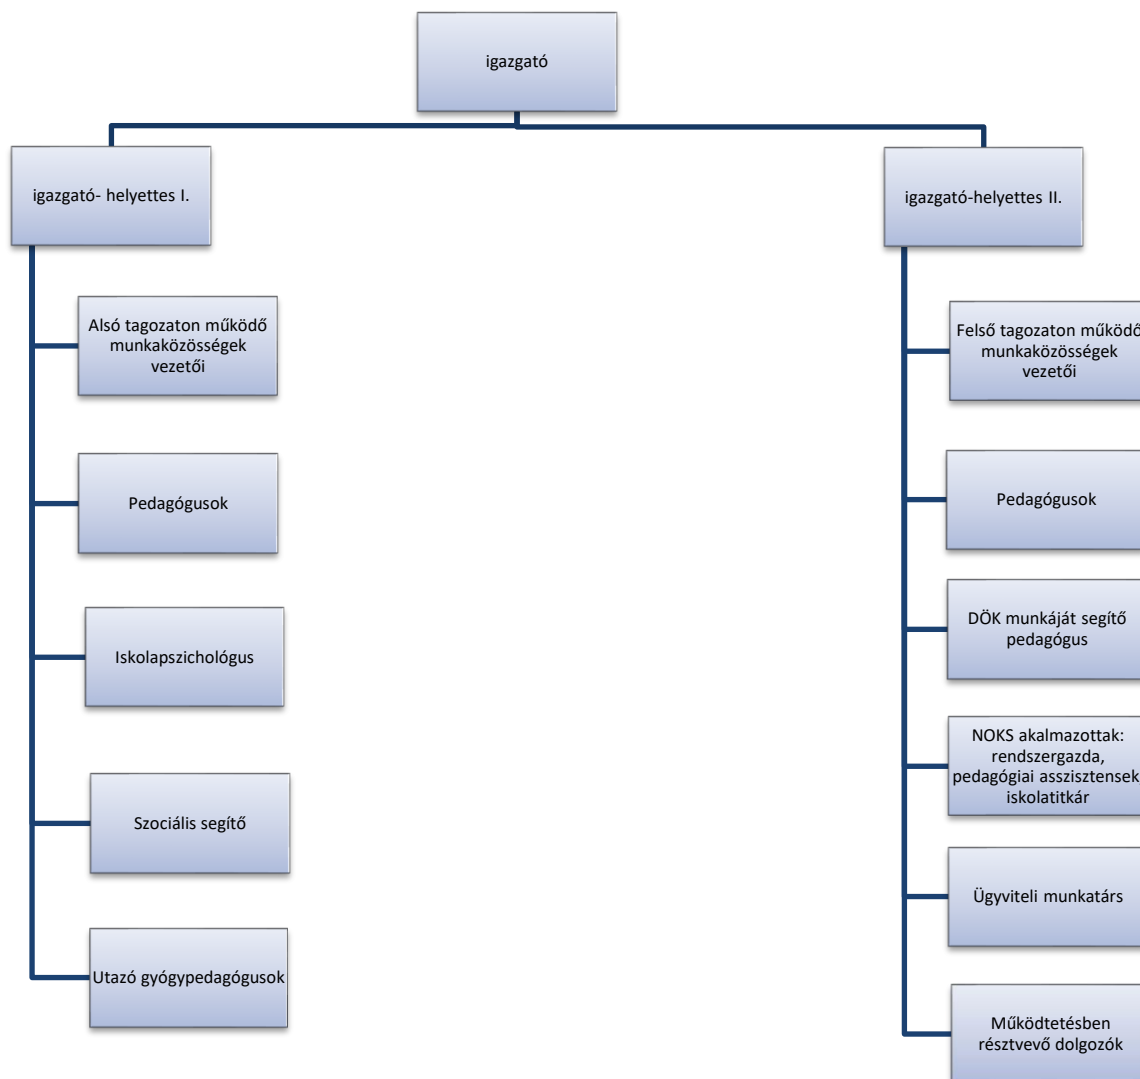 igazgató
igazgató- helyettes I.
igazgató-helyettes II.
Alsó tagozaton működő
munkaközösségek
vezetői
Pedagógusok
Iskolapszichológus
Szociális segítő
Utazó gyógypedagógusok
Felső tagozaton működő
munkaközösségek
vezetői
Pedagógusok
DÖK munkáját segítő
pedagógus
NOKS akalmazottak:
rendszergazda,
pedagógiai asszisztensek,
iskolatitkár
Ügyviteli munkatárs
Működtetésben
résztvevő dolgozók